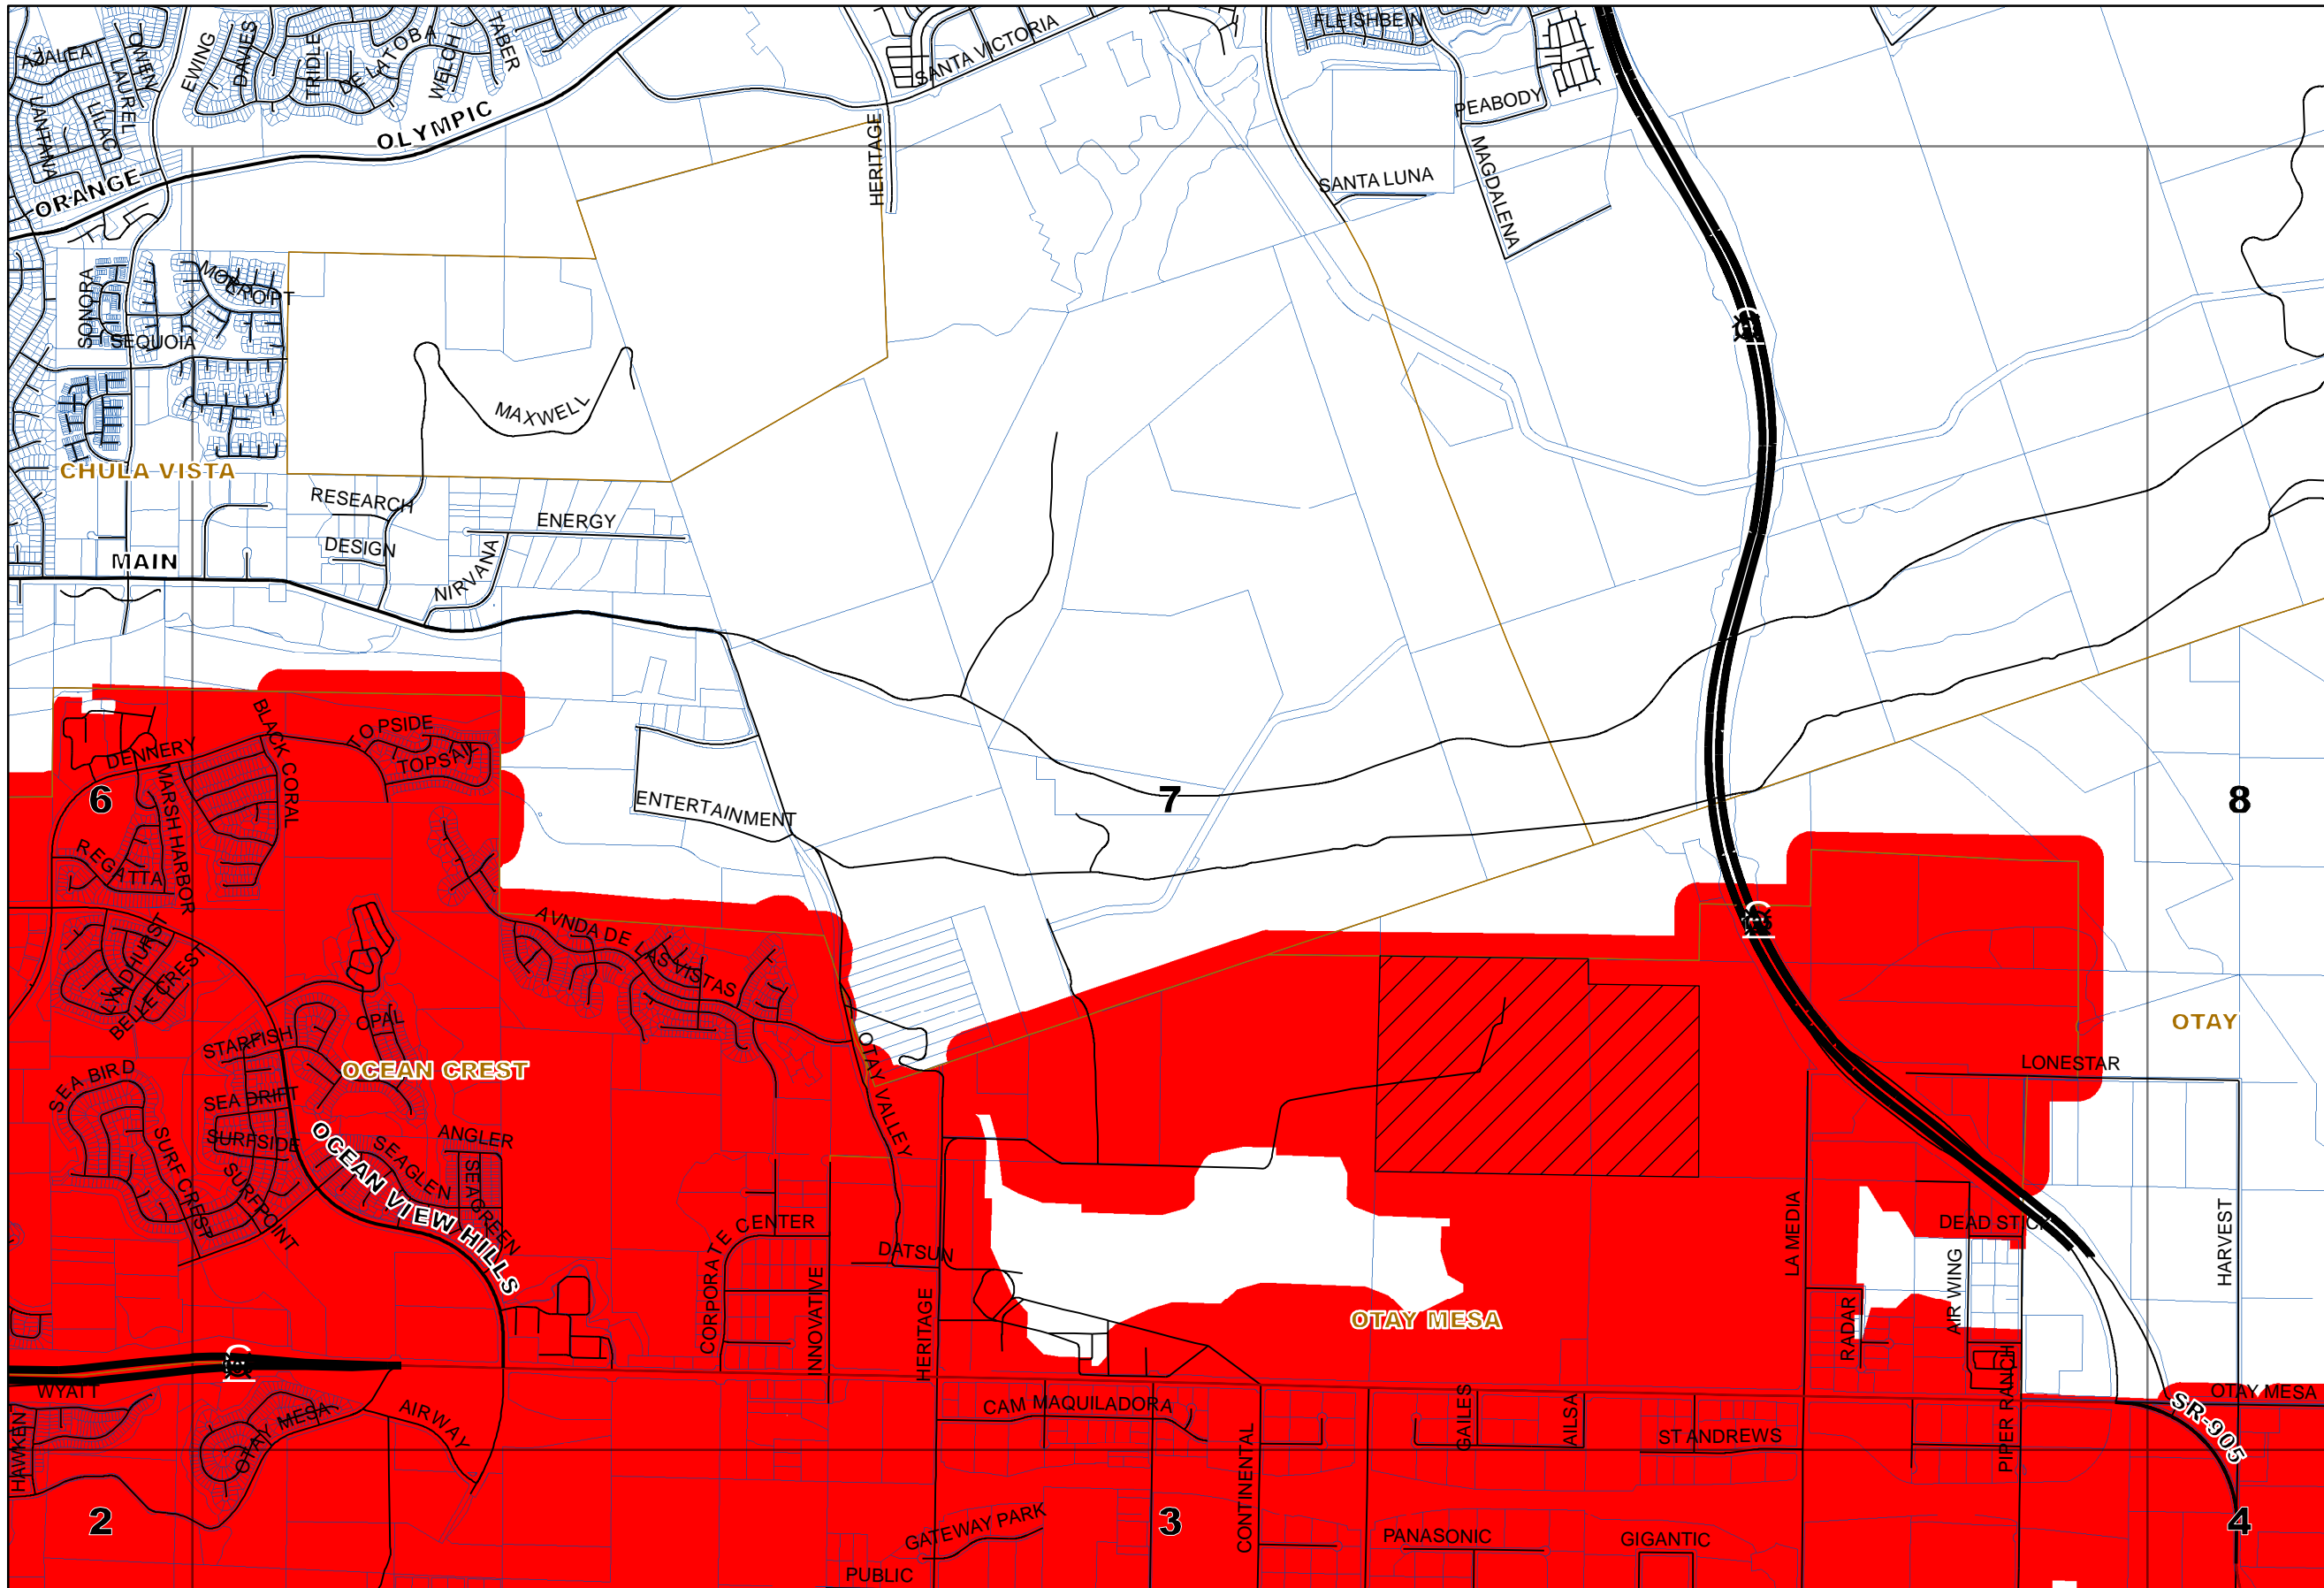 FLEISHBEIN
AZALEA
OWEN
LAUREL
LILAC
LANTANA
EWING
DAVIES
TRIDLE
DE LA TOBA
WELCH
TABER
SANTA VICTORIA
OLYMPIC
ORANGE
HERITAGE
PEABODY
SANTA LUNA
MAGDALENA
SONORA
SEQUOIA
MAXWELL
CHULA VISTA
RESEARCH
ENERGY
DESIGN
NIRVANA
MAIN
BLACK CORAL
TOPSIDE
TOPSAIL
DENNERY
MARSH HARBOR
6
REGATTA
ENTERTAINMENT
7
8
AVNDA DE LAS VISTAS
LYNDHURST
BELLE CREST
STARFISH
OPAL
OCEAN CREST
SEA BIRD
SEA DRIFT
SURFSIDE
SURF CREST
SURFPOINT
OCEAN VIEW HILLS
SEAGLEN
ANGLER
SEAGREEN
OTAY VALLEY
OTAY
LONESTAR
CORPORATE CENTER
INNOVATIVE
DATSUN
HERITAGE
OTAY MESA
LA MEDIA
RADAR
DEAD STICK
AIR WING
HARVEST
PIPER RANCH
WYATT
HAWKEN
OTAY MESA
AIRWAY
CAM MAQUILADORA
CONTINENTAL
GAILES
AILSA
ST ANDREWS
OTAY MESA
SR-905
2
3
4
GATEWAY PARK
PUBLIC
PANASONIC
GIGANTIC